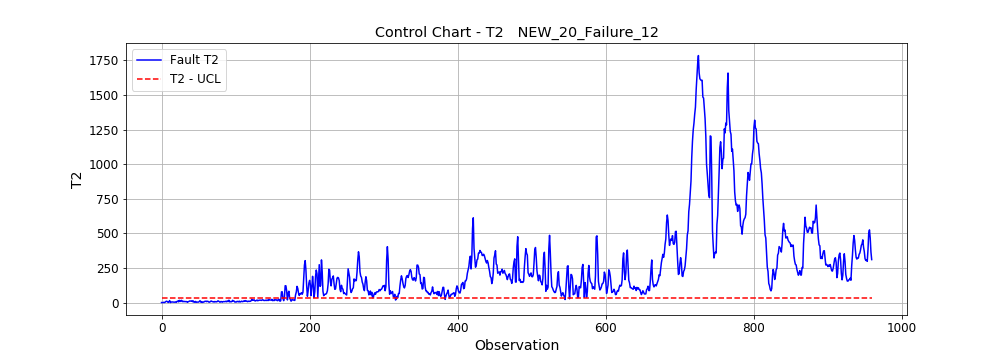 Control Chart - T2   NEW_20_Failure_12
Fault T2
T2 - UCL
1750
1500
1250
1000
750
500
250
0
T2
0 200 400 600 800 1000
Observation